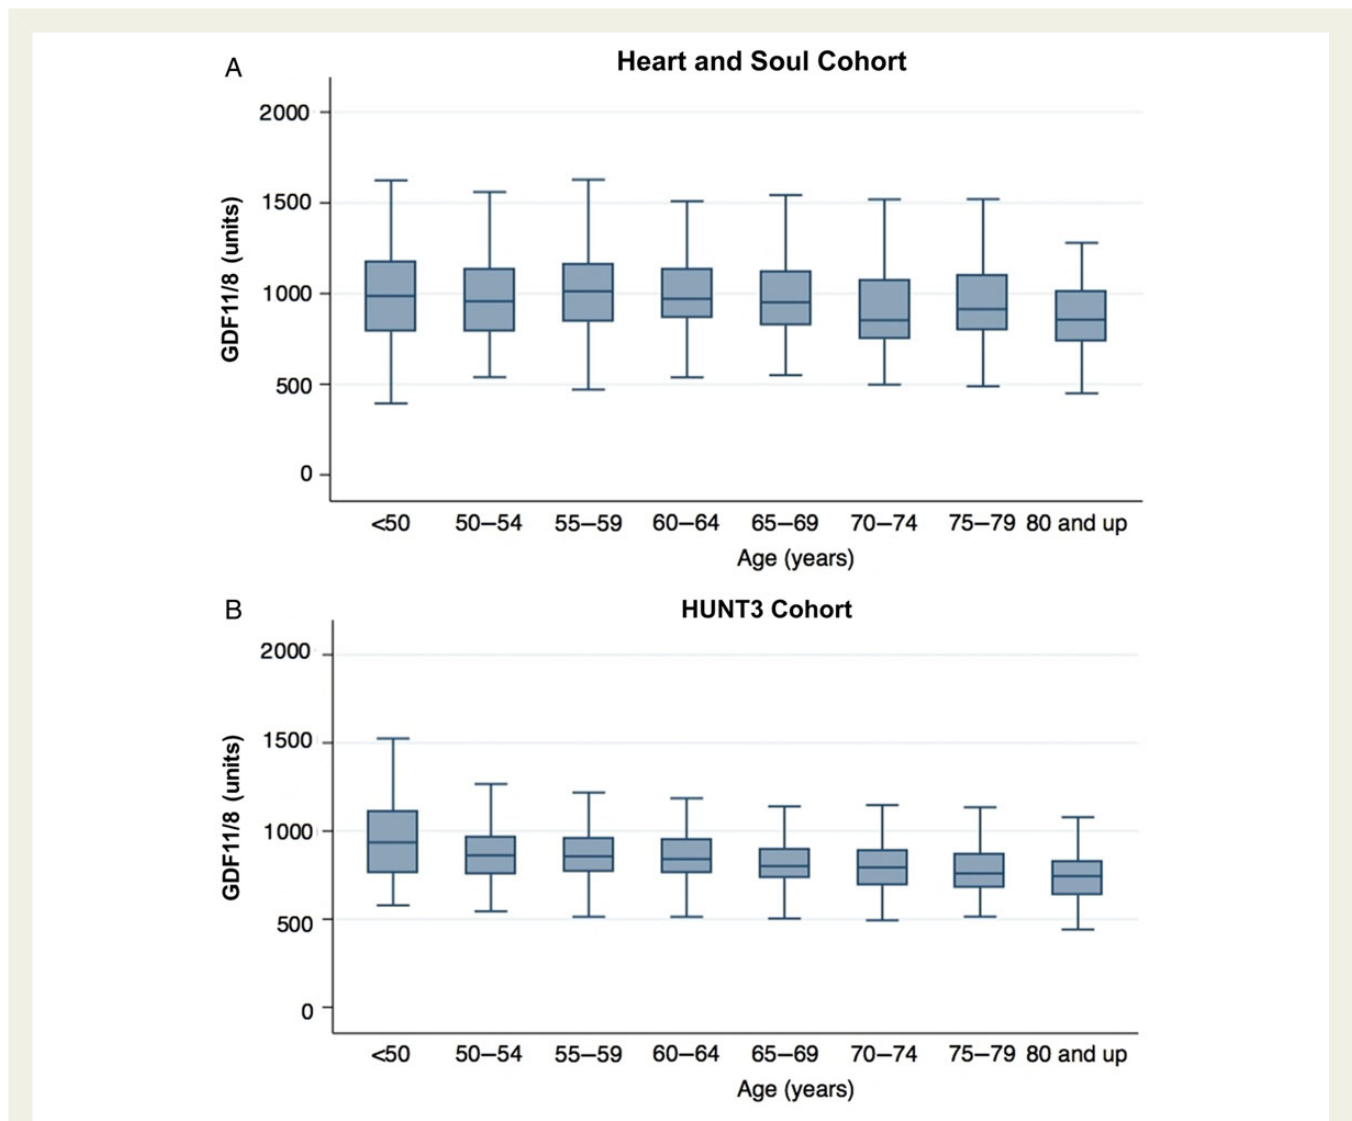 A
Heart and Soul Cohort
2000
1500
1000
500
0
GDF11/8 (units)
<50 50–54 55–59 60–64 65–69 70–74 75–79 80 and up
Age (years)
B
HUNT3 Cohort
2000
1500
1000
500
0
GDF11/8 (units)
<50 50–54 55–59 60–64 65–69 70–74 75–79 80 and up
Age (years)